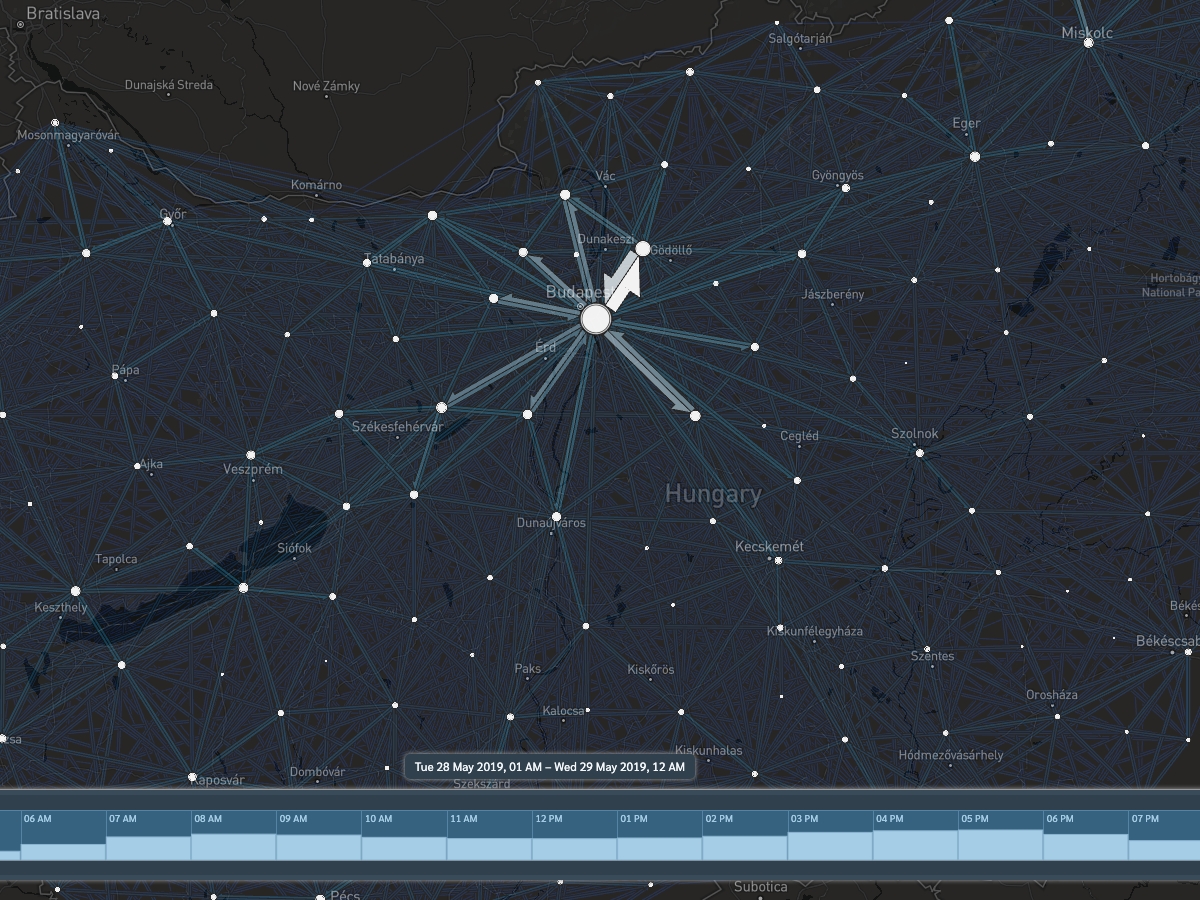 Bratislava
Miskolc
Salgótarján
Dunajská Streda
Nové Zámky
Eger
Mosonmagyaróvár
Vác
Gyöngyös
Komárno
Győr
Dunakeszi
Gödöllő
Tatabánya
Hortobág
National Pa
Budapes
Jászberény
Érd
Pápa
Székesfehérvár
Cegléd
Szolnok
Ajka
Veszprém
Hungary
Dunaújváros
Kecskemét
Siófok
Tapolca
Keszthely
Békés
Kiskunfélegyháza
Békéscsab
Szentes
Paks
Kiskőrös
Orosháza
Kalocsa
zsa
Kiskunhalas
Hódmezővásárhely
Tue 28 May 2019, 01 AM – Wed 29 May 2019, 12 AM
Kaposvár
Dombóvár
Szekszárd
06 AM
07 AM
08 AM
09 AM
10 AM
11 AM
12 PM
01 PM
02 PM
03 PM
04 PM
05 PM
06 PM
07 PM
Pécs
Subotica